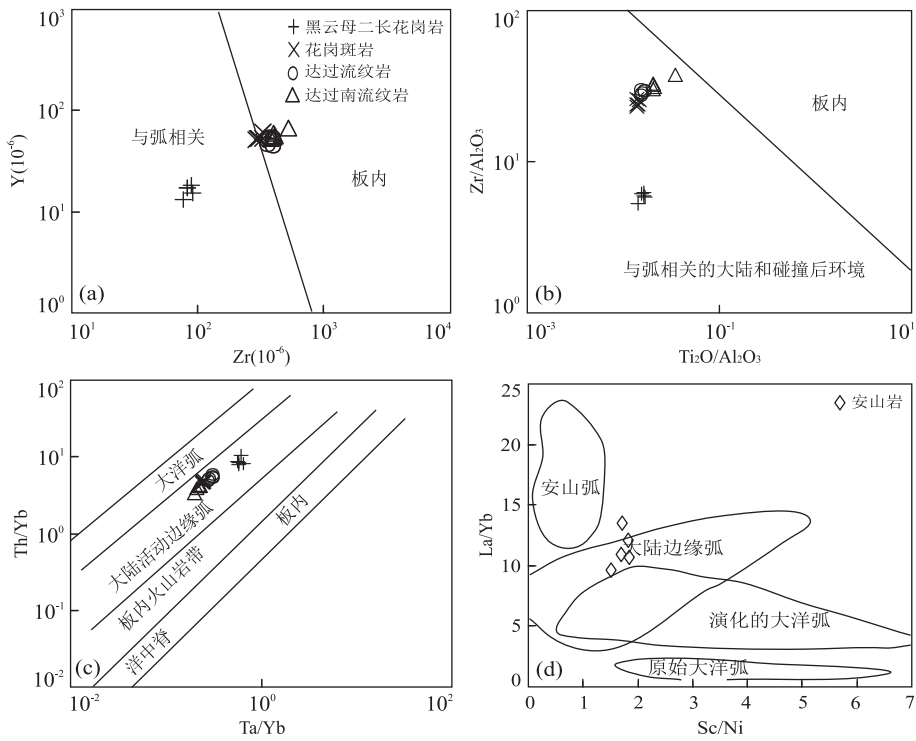 10³
10²
10¹
10⁰
Y(10⁻⁶)
黑云母二长花岗岩
花岗斑岩
达过流纹岩
达过南流纹岩
与弧相关
板内
(a)
10¹
10²
10³
10⁴
Zr(10⁻⁶)
10²
10¹
10⁰
Zr/Al₂O₃
板内
与弧相关的大陆和碰撞后环境
(b)
10⁻³
10⁻¹
10¹
Ti₂O/Al₂O₃
10²
10¹
10⁰
10⁻¹
10⁻²
Th/Yb
大洋弧
大陆活动边缘弧
板内火山岩带
板内
洋中脊
(c)
10⁻²
10⁰
10²
Ta/Yb
25
20
15
10
5
0
La/Yb
安山岩
安山弧
大陆边缘弧
演化的大洋弧
原始大洋弧
(d)
0
1
2
3
4
5
6
7
Sc/Ni